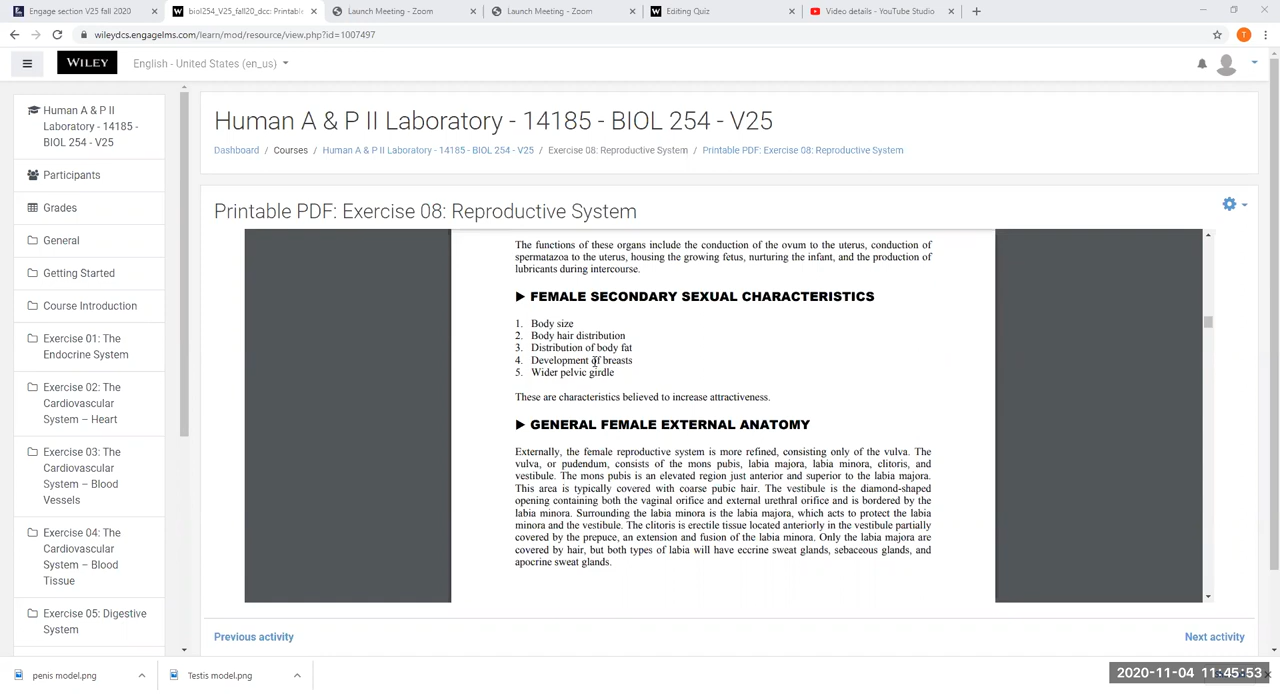 Engage section V25 fall 2020
biol254_V25_fall20_dcc: Printable
Launch Meeting - Zoom
Launch Meeting - Zoom
Editing Quiz
Video details - YouTube Studio
wileydcs.engagelms.com/learn/mod/resource/view.php?id=1007497
T
WILEY
English - United States (en_us)
Human A & P II
Laboratory - 14185 -
BIOL 254 - V25
Participants
Grades
General
Getting Started
Course Introduction
Exercise 01: The
Endocrine System
Exercise 02: The
Cardiovascular
System – Heart
Exercise 03: The
Cardiovascular
System – Blood
Vessels
Exercise 04: The
Cardiovascular
System – Blood
Tissue
Exercise 05: Digestive
System
Human A & P II Laboratory - 14185 - BIOL 254 - V25
Dashboard / Courses / Human A & P II Laboratory - 14185 - BIOL 254 - V25 / Exercise 08: Reproductive System / Printable PDF: Exercise 08: Reproductive System
Printable PDF: Exercise 08: Reproductive System
The functions of these organs include the conduction of the ovum to the uterus, conduction of
spermatazoa to the uterus, housing the growing fetus, nurturing the infant, and the production of
lubricants during intercourse.
▶ FEMALE SECONDARY SEXUAL CHARACTERISTICS
1. Body size
2. Body hair distribution
3. Distribution of body fat
4. Development of breasts
5. Wider pelvic girdle
These are characteristics believed to increase attractiveness.
▶ GENERAL FEMALE EXTERNAL ANATOMY
Externally, the female reproductive system is more refined, consisting only of the vulva. The
vulva, or pudendum, consists of the mons pubis, labia majora, labia minora, clitoris, and
vestibule. The mons pubis is an elevated region just anterior and superior to the labia majora.
This area is typically covered with coarse pubic hair. The vestibule is the diamond-shaped
opening containing both the vaginal orifice and external urethral orifice and is bordered by the
labia minora. Surrounding the labia minora is the labia majora, which acts to protect the labia
minora and the vestibule. The clitoris is erectile tissue located anteriorly in the vestibule partially
covered by the prepuce, an extension and fusion of the labia minora. Only the labia majora are
covered by hair, but both types of labia will have eccrine sweat glands, sebaceous glands, and
apocrine sweat glands.
Previous activity
Next activity
penis model.png
Testis model.png
2020-11-04 11:45:53